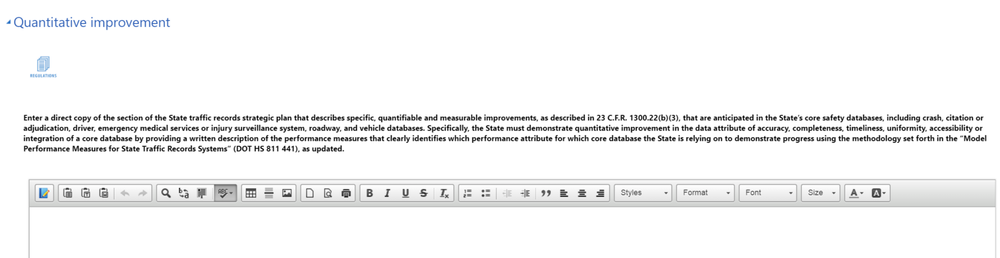 Quantitative improvement
REGULATIONS
Enter a direct copy of the section of the State traffic records strategic plan that describes specific, quantifiable and measurable improvements, as described in 23 C.F.R. 1300.22(b)(3), that are anticipated in the State's core safety databases, including crash, citation or
adjudication, driver, emergency medical services or injury surveillance system, roadway, and vehicle databases. Specifically, the State must demonstrate quantitative improvement in the data attribute of accuracy, completeness, timeliness, uniformity, accessibility or
integration of a core database by providing a written description of the performance measures that clearly identifies which performance attribute for which core database the State is relying on to demonstrate progress using the methodology set forth in the “Model
Performance Measures for State Traffic Records Systems” (DOT HS 811 441), as updated.
ABC B I U S Tx Styles Format Font Size A A